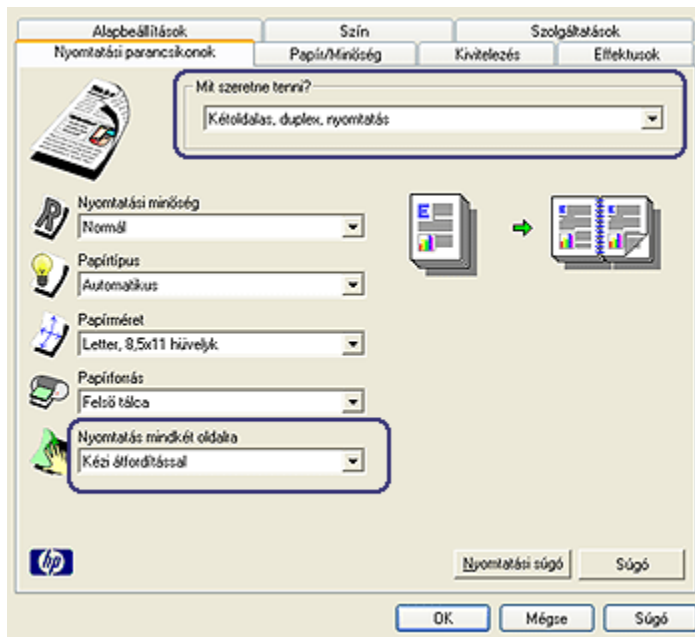 Alapbeállítások Szín Szolgáltatások
Nyomtatási parancsikonok Papír/Minőség Kivitelezés Effektusok
Mit szeretne tenni?
Kétoldalas, duplex, nyomtatás
Nyomtatási minőség
Normál
Papírtípus
Automatikus
Papírméret
Letter, 8,5x11 hüvelyk
Papírforrás
Felső tálca
Nyomtatás mindkét oldalra
Kézi átfordítással
hp
Nyomtatási súgó Súgó
OK Mégse Súgó